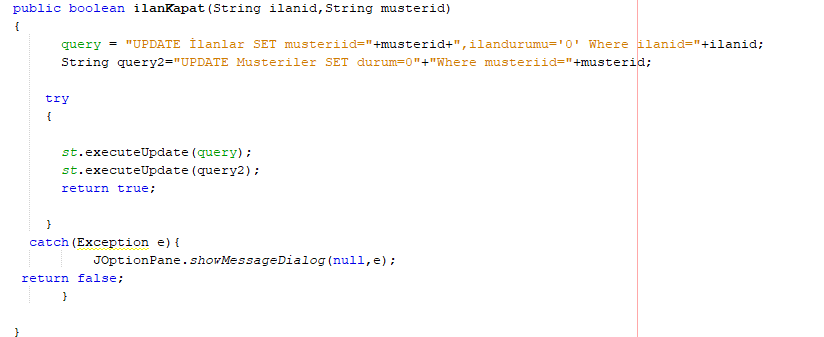 public boolean ilanKapat(String ilanid,String musterid)
{
query = "UPDATE İlanlar SET musteriid="+musterid+",ilandurumu='0' Where ilanid="+ilanid;
String query2="UPDATE Musteriler SET durum=0"+"Where musteriid="+musterid;
try
{
st.executeUpdate(query);
st.executeUpdate(query2);
return true;
}
catch(Exception e){
JOptionPane.showMessageDialog(null,e);
return false;
}
}